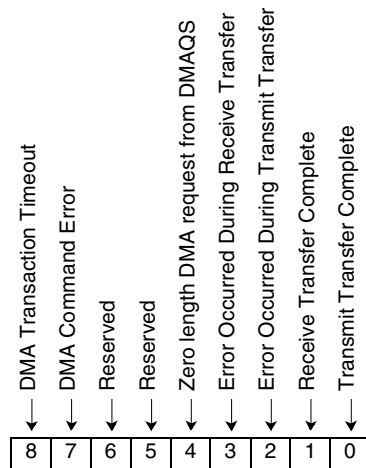 DMA Transaction Timeout
DMA Command Error
Reserved
Reserved
Zero length DMA request from DMAQS
Error Occurred During Receive Transfer
Error Occurred During Transmit Transfer
Receive Transfer Complete
Transmit Transfer Complete
8 7 6 5 4 3 2 1 0